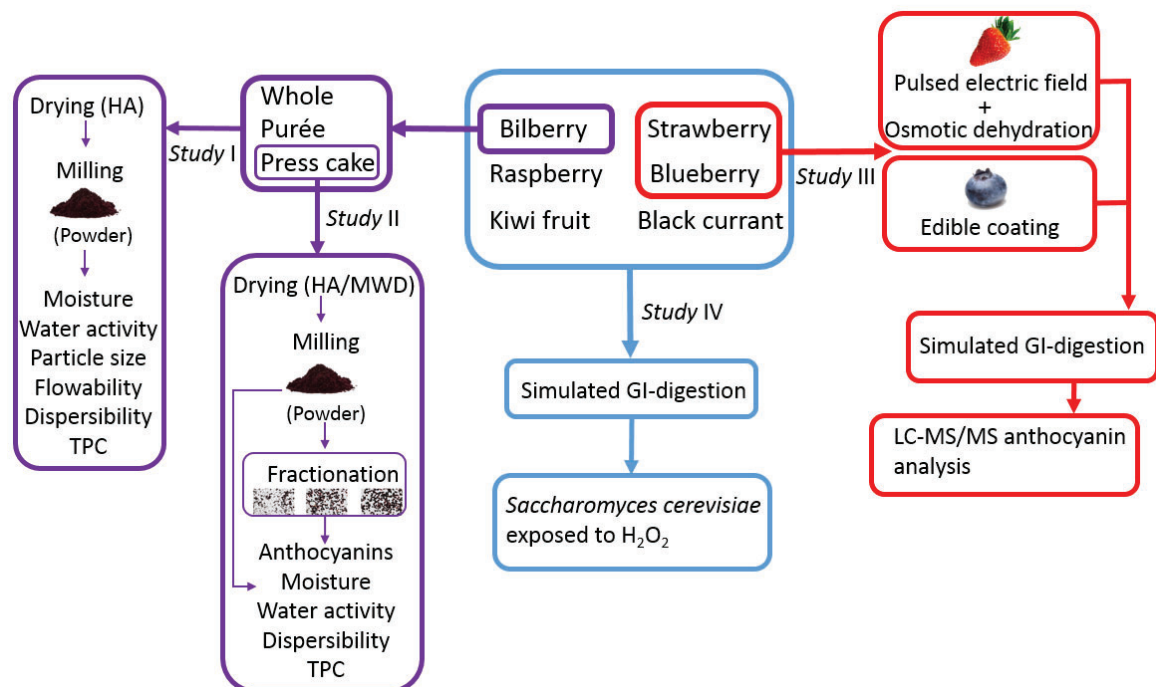 Drying (HA)
Milling
(Powder)
Moisture
Water activity
Particle size
Flowability
Dispersibility
TPC
Study I
Whole
Purée
Press cake
Study II
Drying (HA/MWD)
Milling
(Powder)
Fractionation
Anthocyanins
Moisture
Water activity
Dispersibility
TPC
Bilberry
Strawberry
Raspberry
Blueberry
Kiwi fruit
Black currant
Study IV
Simulated GI-digestion
Saccharomyces cerevisiae
exposed to H₂O₂
Study III
Pulsed electric field
+
Osmotic dehydration
Edible coating
Simulated GI-digestion
LC-MS/MS anthocyanin
analysis